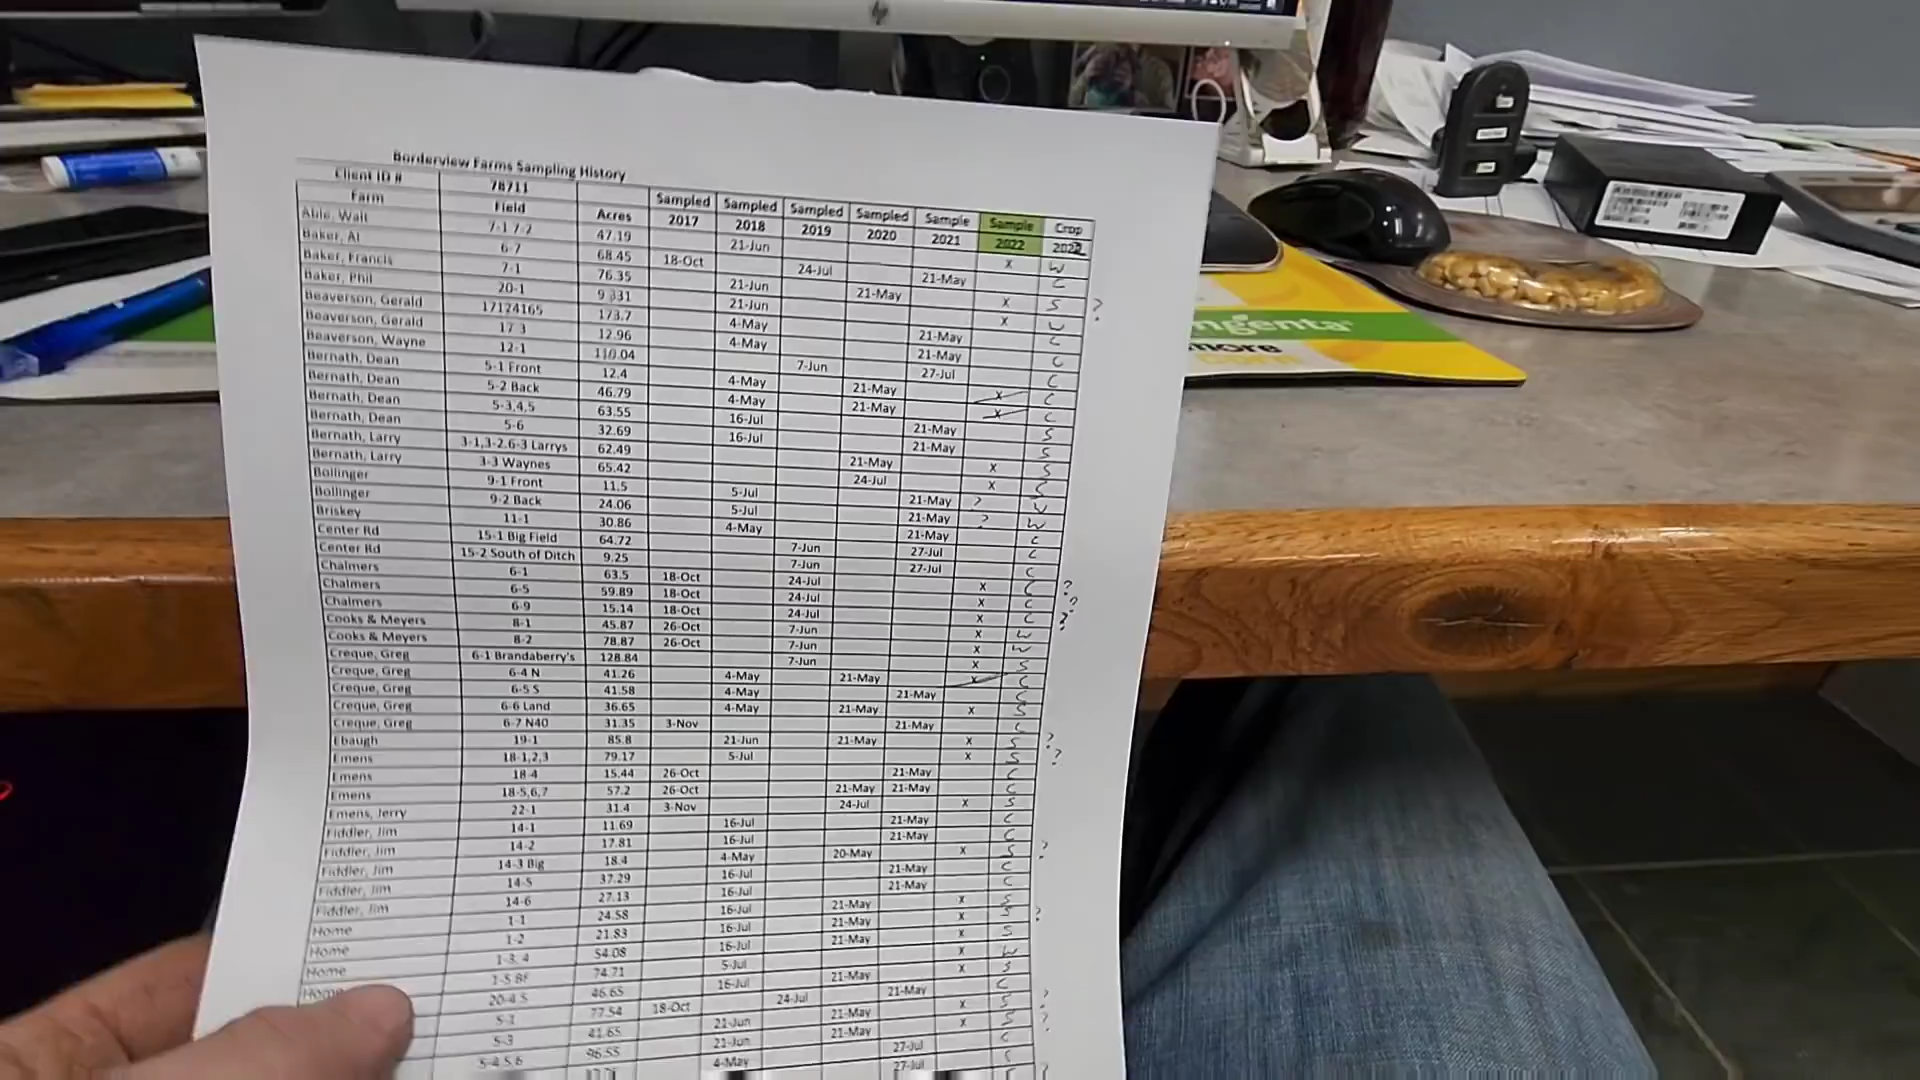 hp
Borderview Farms Sampling History
Client ID # 78711 Sampled Sampled Sampled Sampled Sample Sample Crop
Farm Field Acres 2017 2018 2019 2020 2021 2022 2022
Able, Walt 7-1 7-2 47.19 21-Jun x W
Baker, Al 6-7 68.45 18-Oct 24-Jul 21-May C
Baker, Francis 7-1 76.35 21-Jun 21-May x S ?
Baker, Phil 20-1 21-Jun x W
Beaverson, Gerald 17124165 173.7 4-May 21-May C
Beaverson, Gerald 17 3 12.96 4-May 21-May C
Beaverson, Wayne 12-1 110.04 7-Jun 27-Jul C
Bernath, Dean 5-1 Front 12.4 4-May 21-May x C
Bernath, Dean 5-2 Back 46.79 4-May 21-May x C
Bernath, Dean 5-3,4,5 63.55 16-Jul 21-May S
Bernath, Dean 5-6 32.69 16-Jul 21-May S
Bernath, Larry 3-1,3-2.6-3 Larrys 62.49 21-May x S
Bernath, Larry 3-3 Waynes 65.42 24-Jul x
Bollinger 9-1 Front 11.5 5-Jul 21-May ?
Bollinger 9-2 Back 24.06 5-Jul 21-May ? W
Briskey 11-1 30.86 4-May 21-May C
Center Rd 15-1 Big Field 64.72 7-Jun 27-Jul C
Center Rd 15-2 South of Ditch 9.25 7-Jun 27-Jul C
Chalmers 6-1 63.5 18-Oct 24-Jul x C ?
Chalmers 6-5 59.89 18-Oct 24-Jul x C ?
Chalmers 6-9 15.14 18-Oct 24-Jul x C ?
Cooks & Meyers 8-1 45.87 26-Oct 7-Jun x W
Cooks & Meyers 8-2 78.87 26-Oct 7-Jun x W
Creque, Greg 6-1 Brandaberry's 128.84 7-Jun x S
Creque, Greg 6-4 N 41.26 4-May 21-May x C
Creque, Greg 6-5 S 41.58 4-May 21-May C
Creque, Greg 6-6 Land 36.65 4-May 21-May x S
Creque, Greg 6-7 N40 31.35 3-Nov 21-May C
Ebaugh 19-1 85.8 21-Jun 21-May x S ?
Emens 18-1,2,3 79.17 5-Jul x S ?
Emens 18-4 15.44 26-Oct 21-May C
Emens 18-5,6,7 57.2 26-Oct 21-May 21-May C
Emens, Jerry 22-1 31.4 3-Nov 24-Jul x S
Fiddler, Jim 14-1 11.69 16-Jul 21-May C
Fiddler, Jim 14-2 17.81 16-Jul 21-May C
Fiddler, Jim 14-3 Big 18.4 4-May 20-May x S ?
Fiddler, Jim 14-5 37.29 16-Jul 21-May C
Fiddler, Jim 14-6 27.13 16-Jul 21-May C
Home 1-1 24.58 16-Jul 21-May x S
Home 1-2 21.83 16-Jul 21-May x S ?
Home 1-3, 4 54.08 16-Jul 21-May x S
Home 74.71 5-Jul x W
20-4,5 46.65 16-Jul 21-May x S
77.54 18-Oct 24-Jul 21-May C
5-3 41.65 21-Jun 21-May x S ?
5-4 5 6 96.55 21-Jun 21-May x S ?
4-May 27-Jul C
27-Jul
ngenta
more
corn